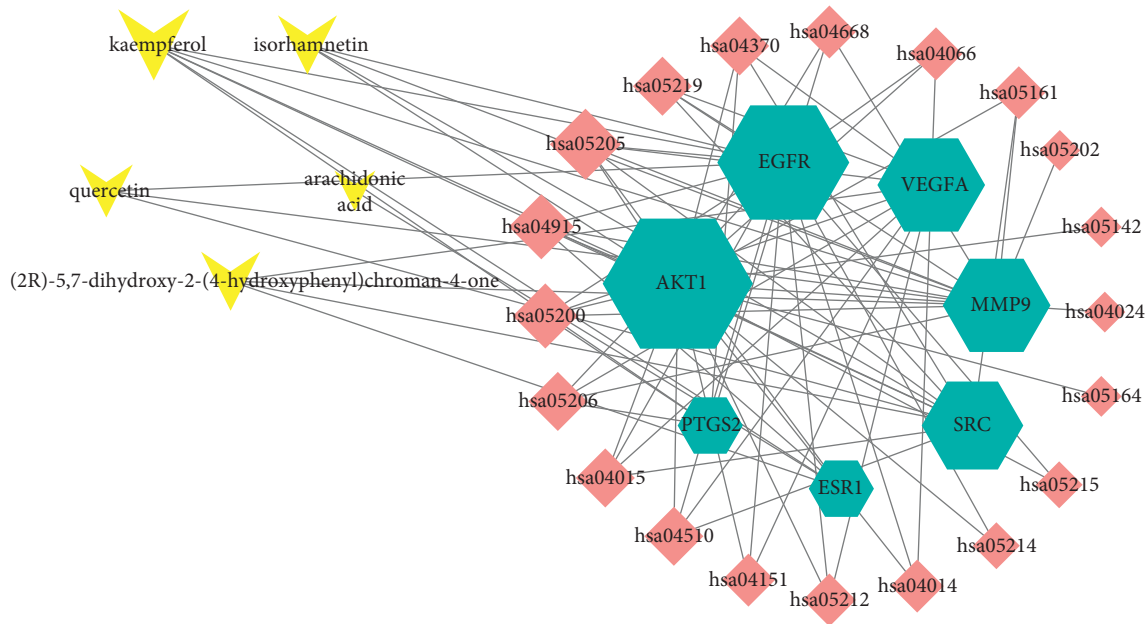 kaempferol
isorhamnetin
quercetin
arachidonic
acid
(2R)-5,7-dihydroxy-2-(4-hydroxyphenyl)chroman-4-one
hsa04370
hsa04668
hsa04066
hsa05219
hsa05161
hsa05205
hsa05202
hsa04915
hsa05142
hsa05200
hsa04024
hsa05206
hsa05164
hsa04015
hsa05215
hsa04510
hsa05214
hsa04151
hsa05212
hsa04014
EGFR
VEGFA
AKT1
MMP9
PTGS2
SRC
ESR1